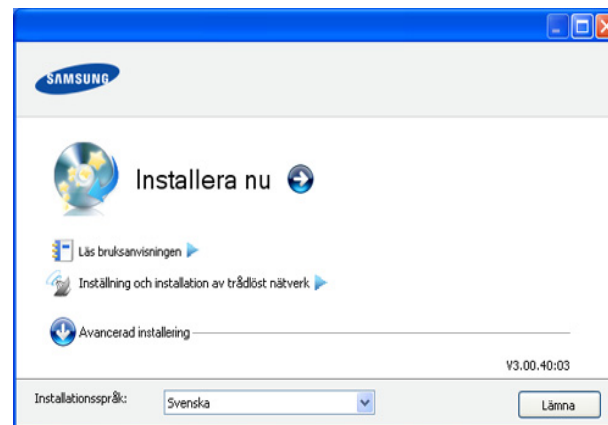 SAMSUNG
Installera nu
Läs bruksanvisningen
Inställning och installation av trådlöst nätverk
Avancerad installering
V3.00.40:03
Installationsspråk:
Svenska
Lämna